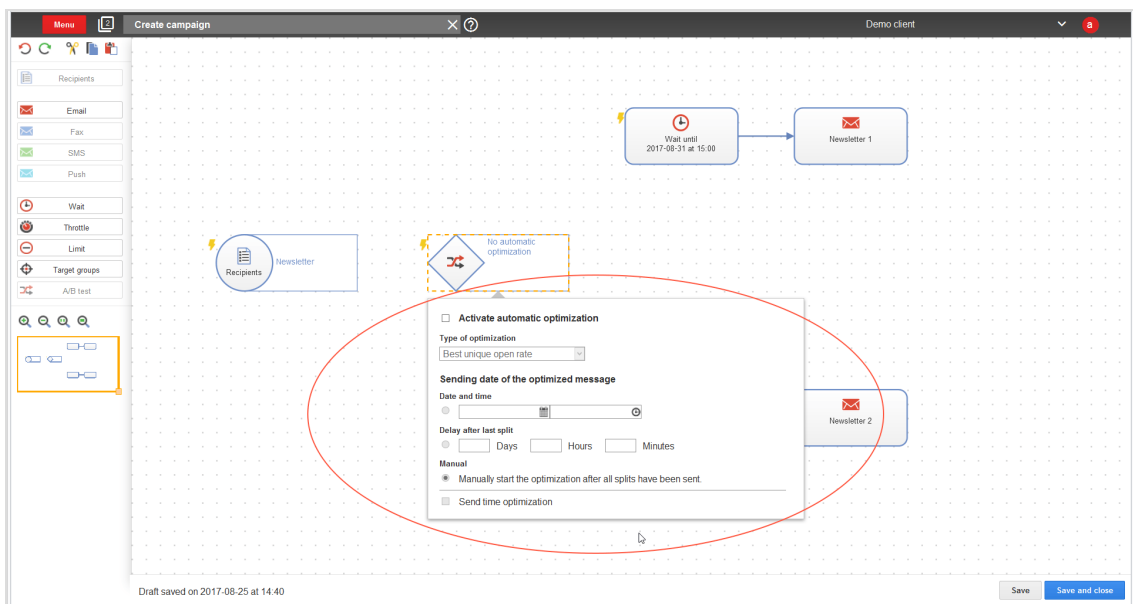 Menu
2
Create campaign
Demo client
a
Recipients
Email
Fax
SMS
Push
Wait
Throttle
Limit
Target groups
A/B test
Wait until
2017-08-31 at 15:00
Newsletter 1
Recipients
Newsletter
No automatic
optimization
Activate automatic optimization
Type of optimization
Best unique open rate
Sending date of the optimized message
Date and time
Delay after last split
Days Hours Minutes
Manual
Manually start the optimization after all splits have been sent.
Send time optimization
Newsletter 2
Draft saved on 2017-08-25 at 14:40
Save
Save and close